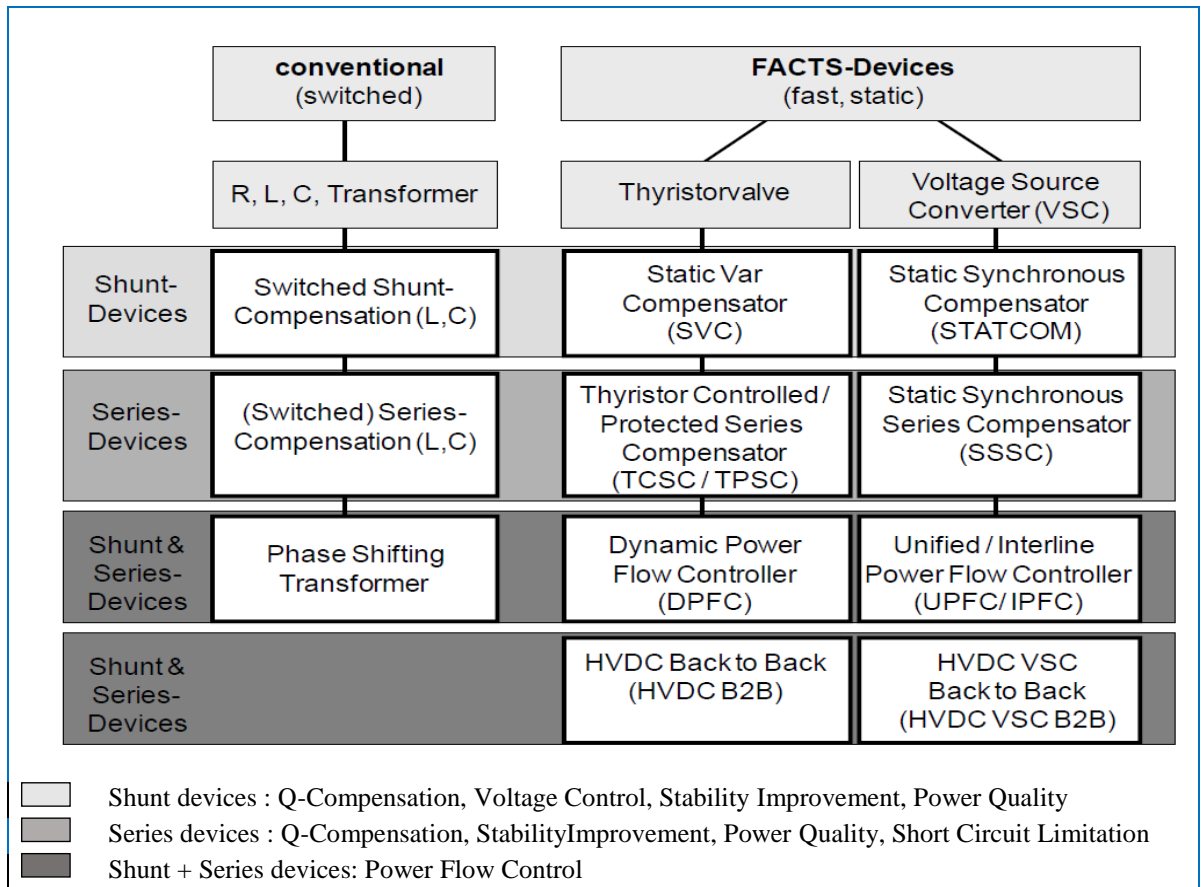 conventional
(switched)
FACTS-Devices
(fast, static)
R, L, C, Transformer
Thyristorvalve
Voltage Source
Converter (VSC)
Shunt-
Devices
Switched Shunt-
Compensation (L,C)
Static Var
Compensator
(SVC)
Static Synchronous
Compensator
(STATCOM)
Series-
Devices
(Switched) Series-
Compensation (L,C)
Thyristor Controlled /
Protected Series
Compensator
(TCSC / TPSC)
Static Synchronous
Series Compensator
(SSSC)
Shunt &
Series-
Devices
Phase Shifting
Transformer
Dynamic Power
Flow Controller
(DPFC)
Unified / Interline
Power Flow Controller
(UPFC/ IPFC)
Shunt &
Series-
Devices
HVDC Back to Back
(HVDC B2B)
HVDC VSC
Back to Back
(HVDC VSC B2B)
Shunt devices : Q-Compensation, Voltage Control, Stability Improvement, Power Quality
Series devices : Q-Compensation, StabilityImprovement, Power Quality, Short Circuit Limitation
Shunt + Series devices: Power Flow Control